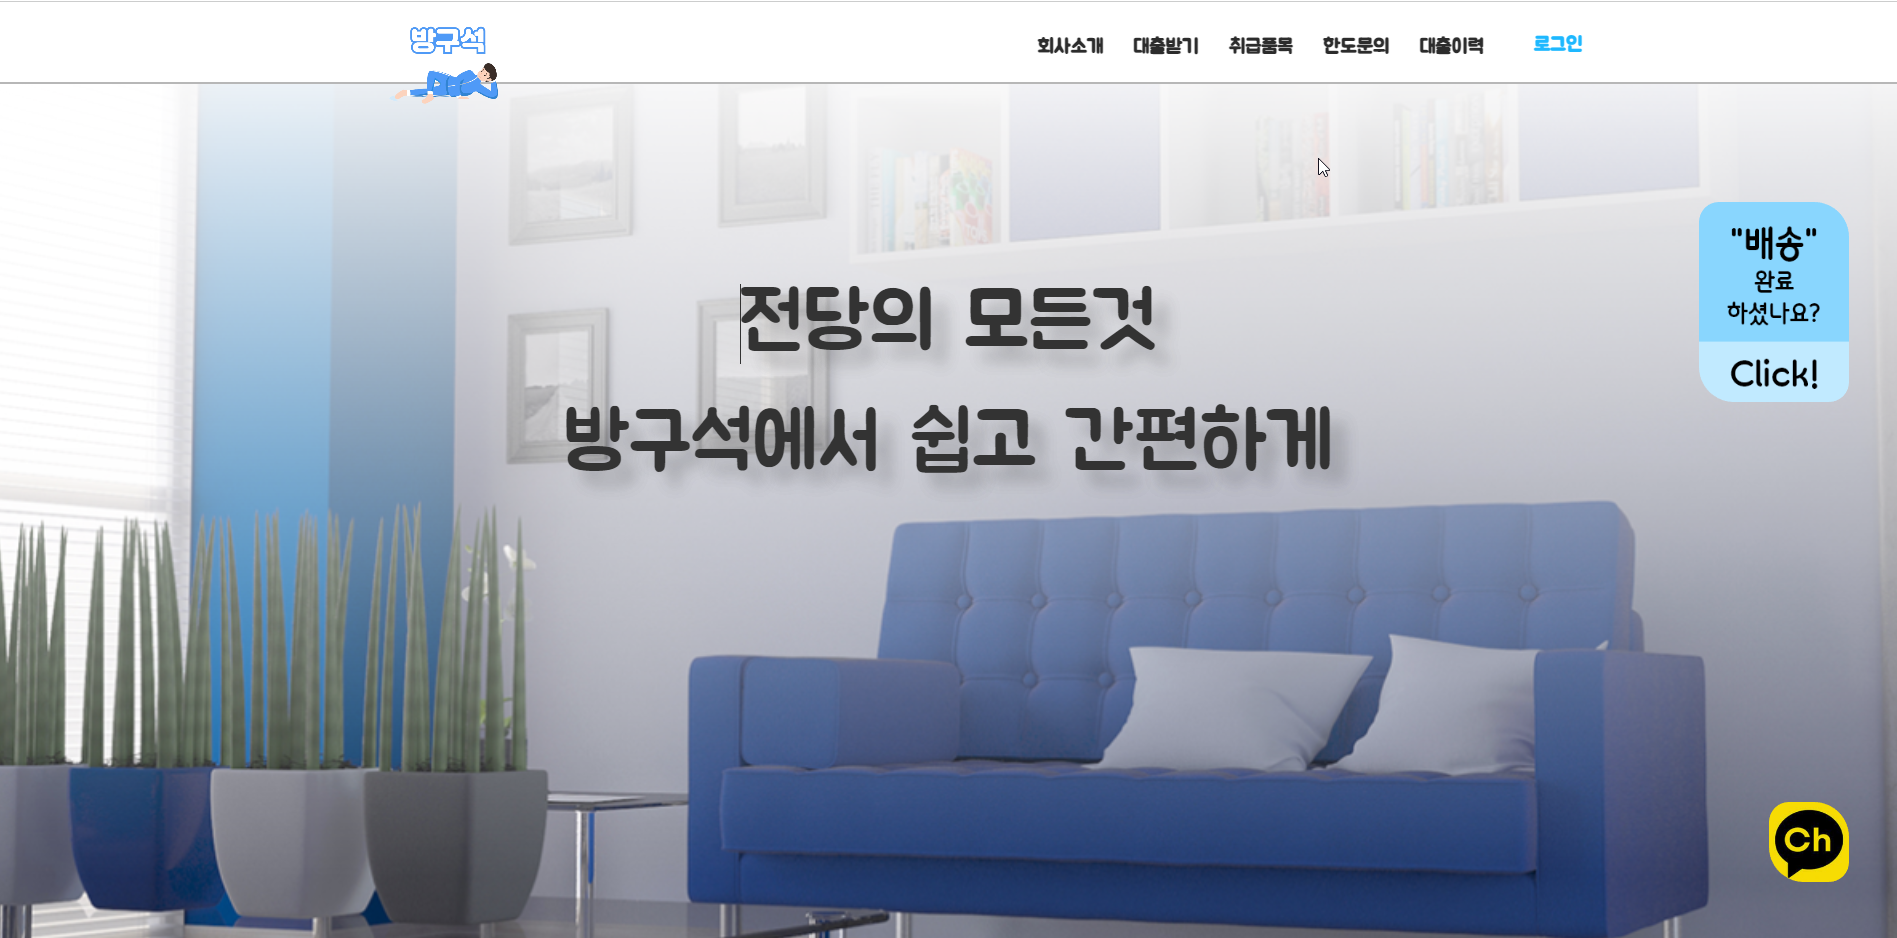 방구석
회사소개 대출받기 취급품목 한도문의 대출이력 로그인
전당의 모든것
방구석에서 쉽고 간편하게
"배송"
완료
하셨나요?
Click!
Ch